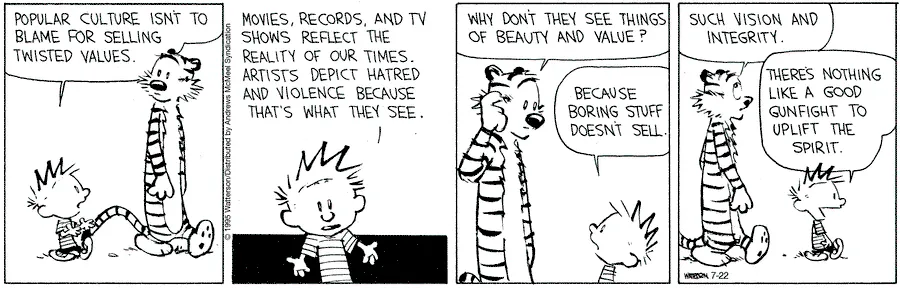 POPULAR CULTURE ISN'T TO
BLAME FOR SELLING
TWISTED VALUES.
© 1995 Watterson/Distributed by Andrews McMeel Syndication
MOVIES, RECORDS, AND TV
SHOWS REFLECT THE
REALITY OF OUR TIMES.
ARTISTS DEPICT HATRED
AND VIOLENCE BECAUSE
THAT'S WHAT THEY SEE.
WHY DON'T THEY SEE THINGS
OF BEAUTY AND VALUE?
BECAUSE
BORING STUFF
DOESN'T SELL.
SUCH VISION AND
INTEGRITY.
THERE'S NOTHING
LIKE A GOOD
GUNFIGHT TO
UPLIFT THE
SPIRIT.
WATTERSON 7-22